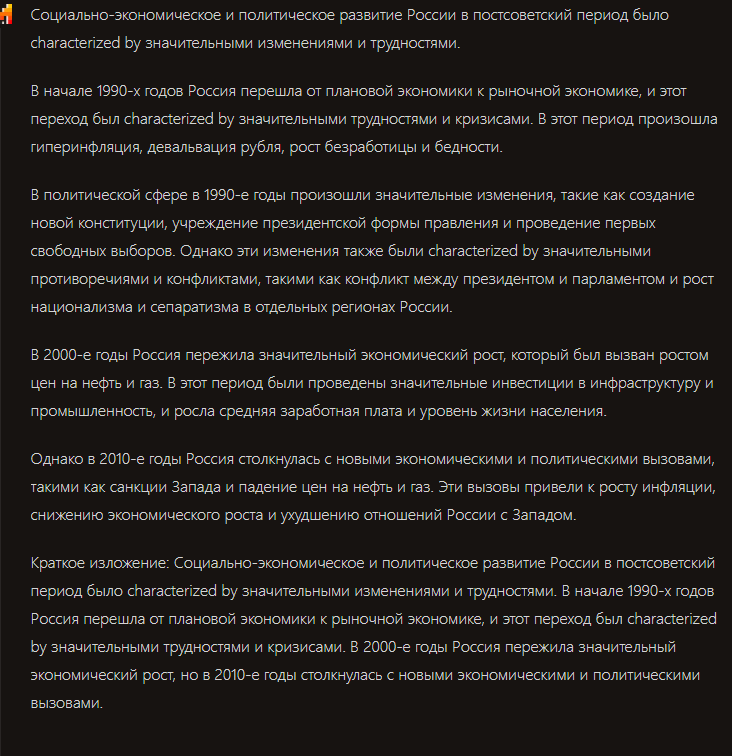 Социально-экономическое и политическое развитие России в постсоветский период было
characterized by значительными изменениями и трудностями.
В начале 1990-х годов Россия перешла от плановой экономики к рыночной экономике, и этот
переход был characterized by значительными трудностями и кризисами. В этот период произошла
гиперинфляция, девальвация рубля, рост безработицы и бедности.
В политической сфере в 1990-е годы произошли значительные изменения, такие как создание
новой конституции, учреждение президентской формы правления и проведение первых
свободных выборов. Однако эти изменения также были characterized by значительными
противоречиями и конфликтами, такими как конфликт между президентом и парламентом и рост
национализма и сепаратизма в отдельных регионах России.
В 2000-е годы Россия пережила значительный экономический рост, который был вызван ростом
цен на нефть и газ. В этот период были проведены значительные инвестиции в инфраструктуру и
промышленность, и росла средняя заработная плата и уровень жизни населения.
Однако в 2010-е годы Россия столкнулась с новыми экономическими и политическими вызовами,
такими как санкции Запада и падение цен на нефть и газ. Эти вызовы привели к росту инфляции,
снижению экономического роста и ухудшению отношений России с Западом.
Краткое изложение: Социально-экономическое и политическое развитие России в постсоветский
период было characterized by значительными изменениями и трудностями. В начале 1990-х годов
Россия перешла от плановой экономики к рыночной экономике, и этот переход был characterized
by значительными трудностями и кризисами. В 2000-е годы Россия пережила значительный
экономический рост, но в 2010-е годы столкнулась с новыми экономическими и политическими
вызовами.